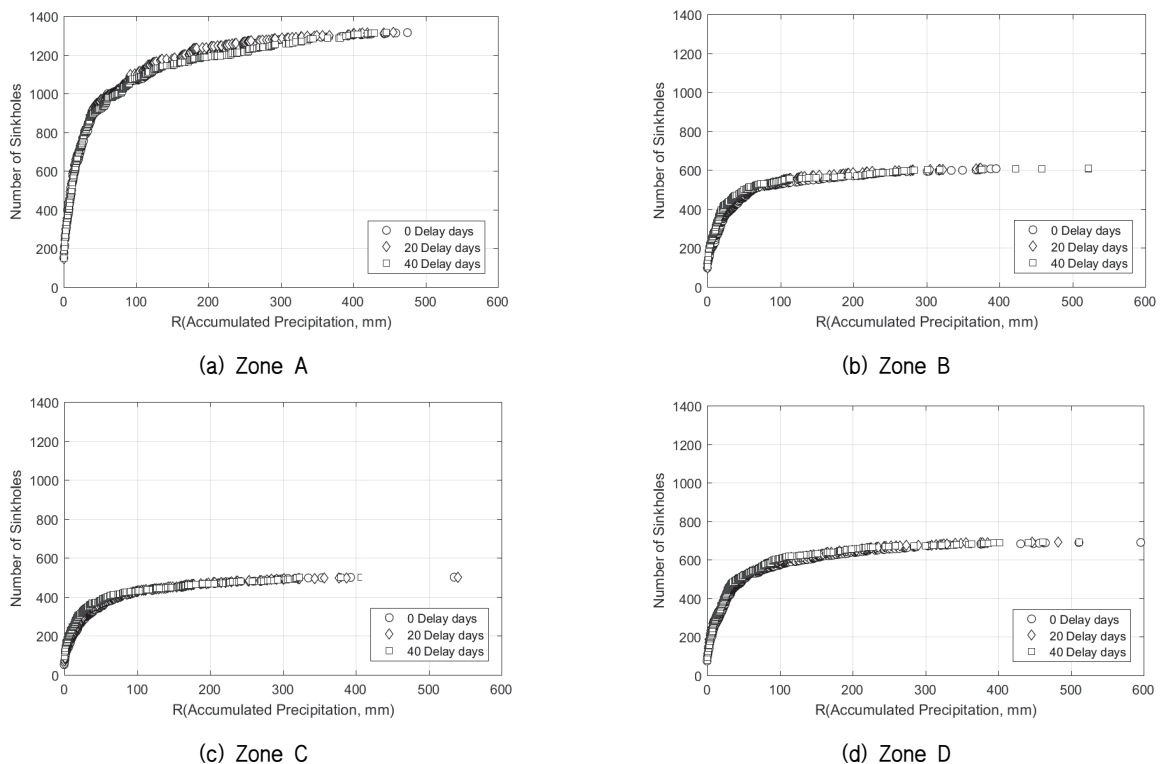 1400
1200
1000
800
600
400
200
0
Number of Sinkholes
0 Delay days
20 Delay days
40 Delay days
0 100 200 300 400 500 600
R(Accumulated Precipitation, mm)
(a) Zone A
1400
1200
1000
800
600
400
200
0
Number of Sinkholes
0 Delay days
20 Delay days
40 Delay days
0 100 200 300 400 500 600
R(Accumulated Precipitation, mm)
(b) Zone B
1400
1200
1000
800
600
400
200
0
Number of Sinkholes
0 Delay days
20 Delay days
40 Delay days
0 100 200 300 400 500 600
R(Accumulated Precipitation, mm)
(c) Zone C
1400
1200
1000
800
600
400
200
0
Number of Sinkholes
0 Delay days
20 Delay days
40 Delay days
0 100 200 300 400 500 600
R(Accumulated Precipitation, mm)
(d) Zone D